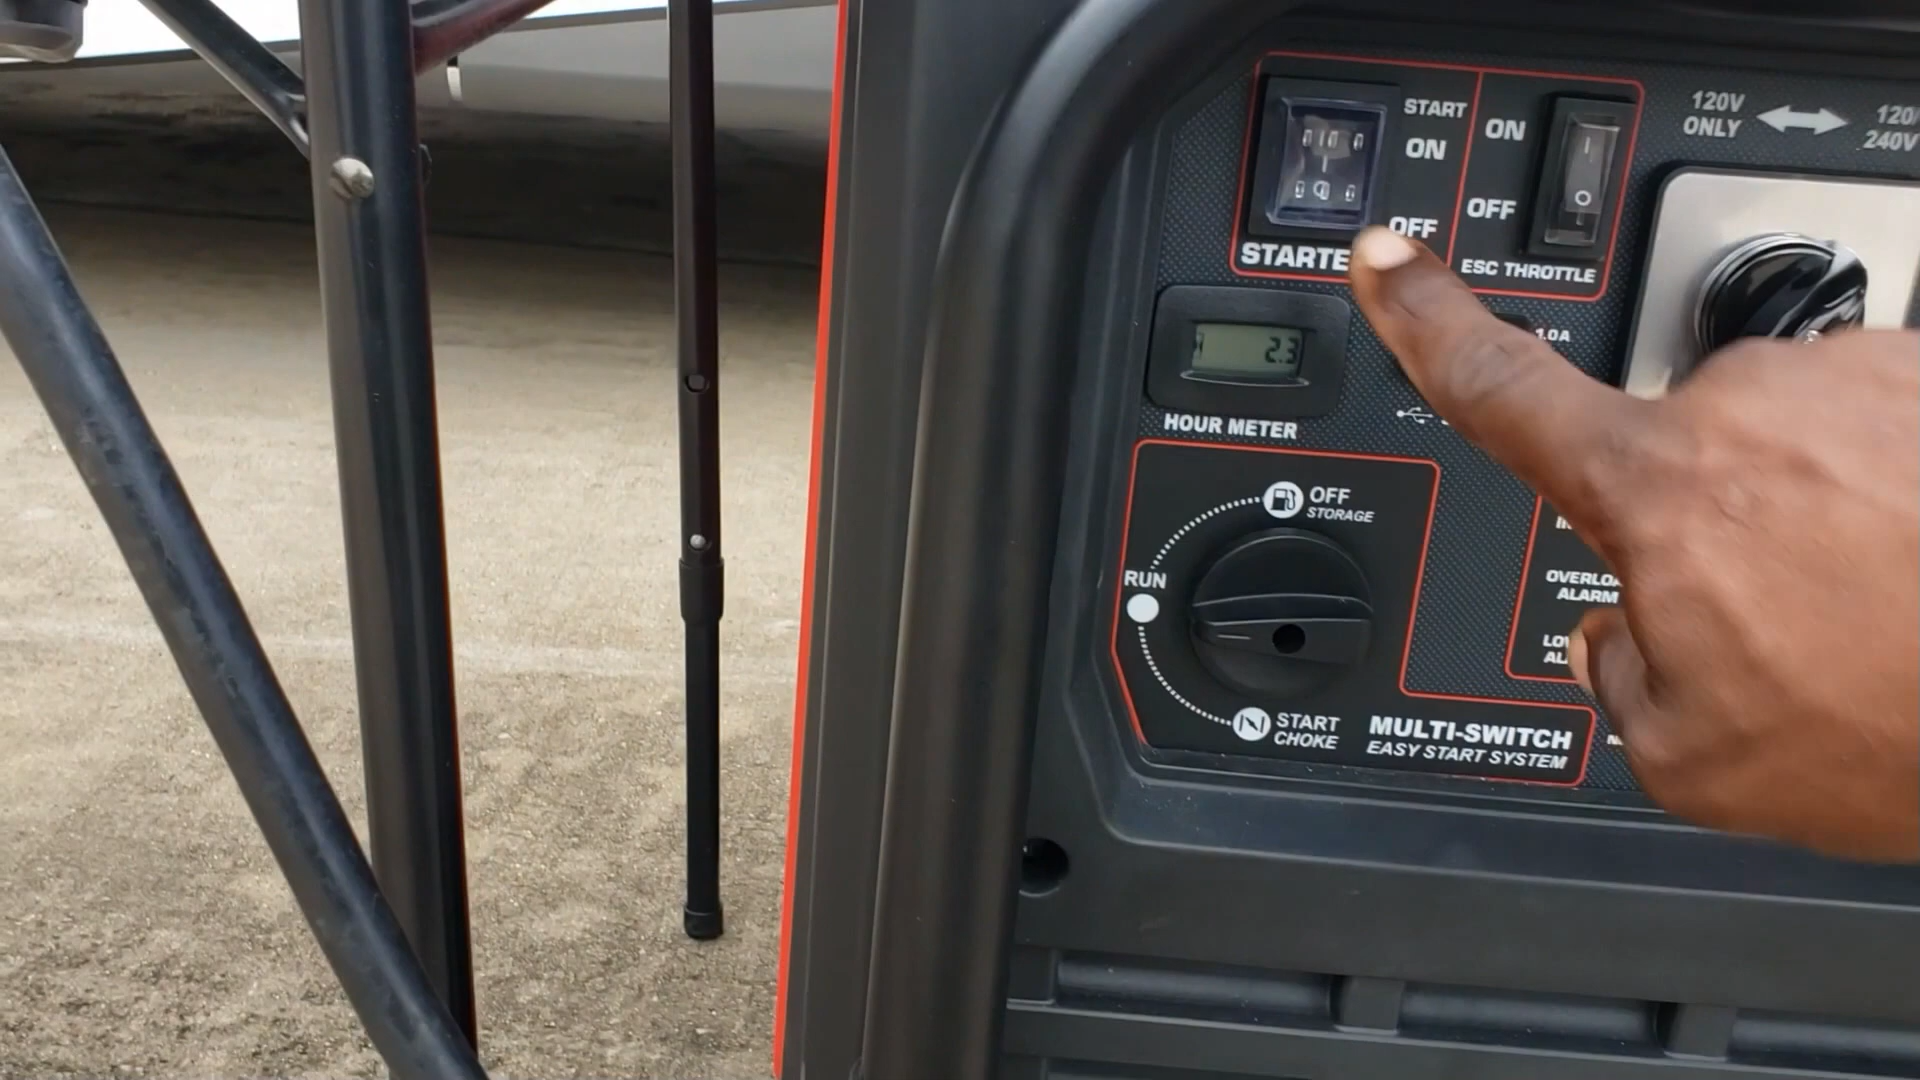 START
ON
OFF
ON
OFF
ESC THROTTLE
120V
ONLY
120/
240V
2.3
HOUR METER
1.0A
OFF
STORAGE
RUN
START
CHOKE
MULTI-SWITCH
EASY START SYSTEM
ALARM